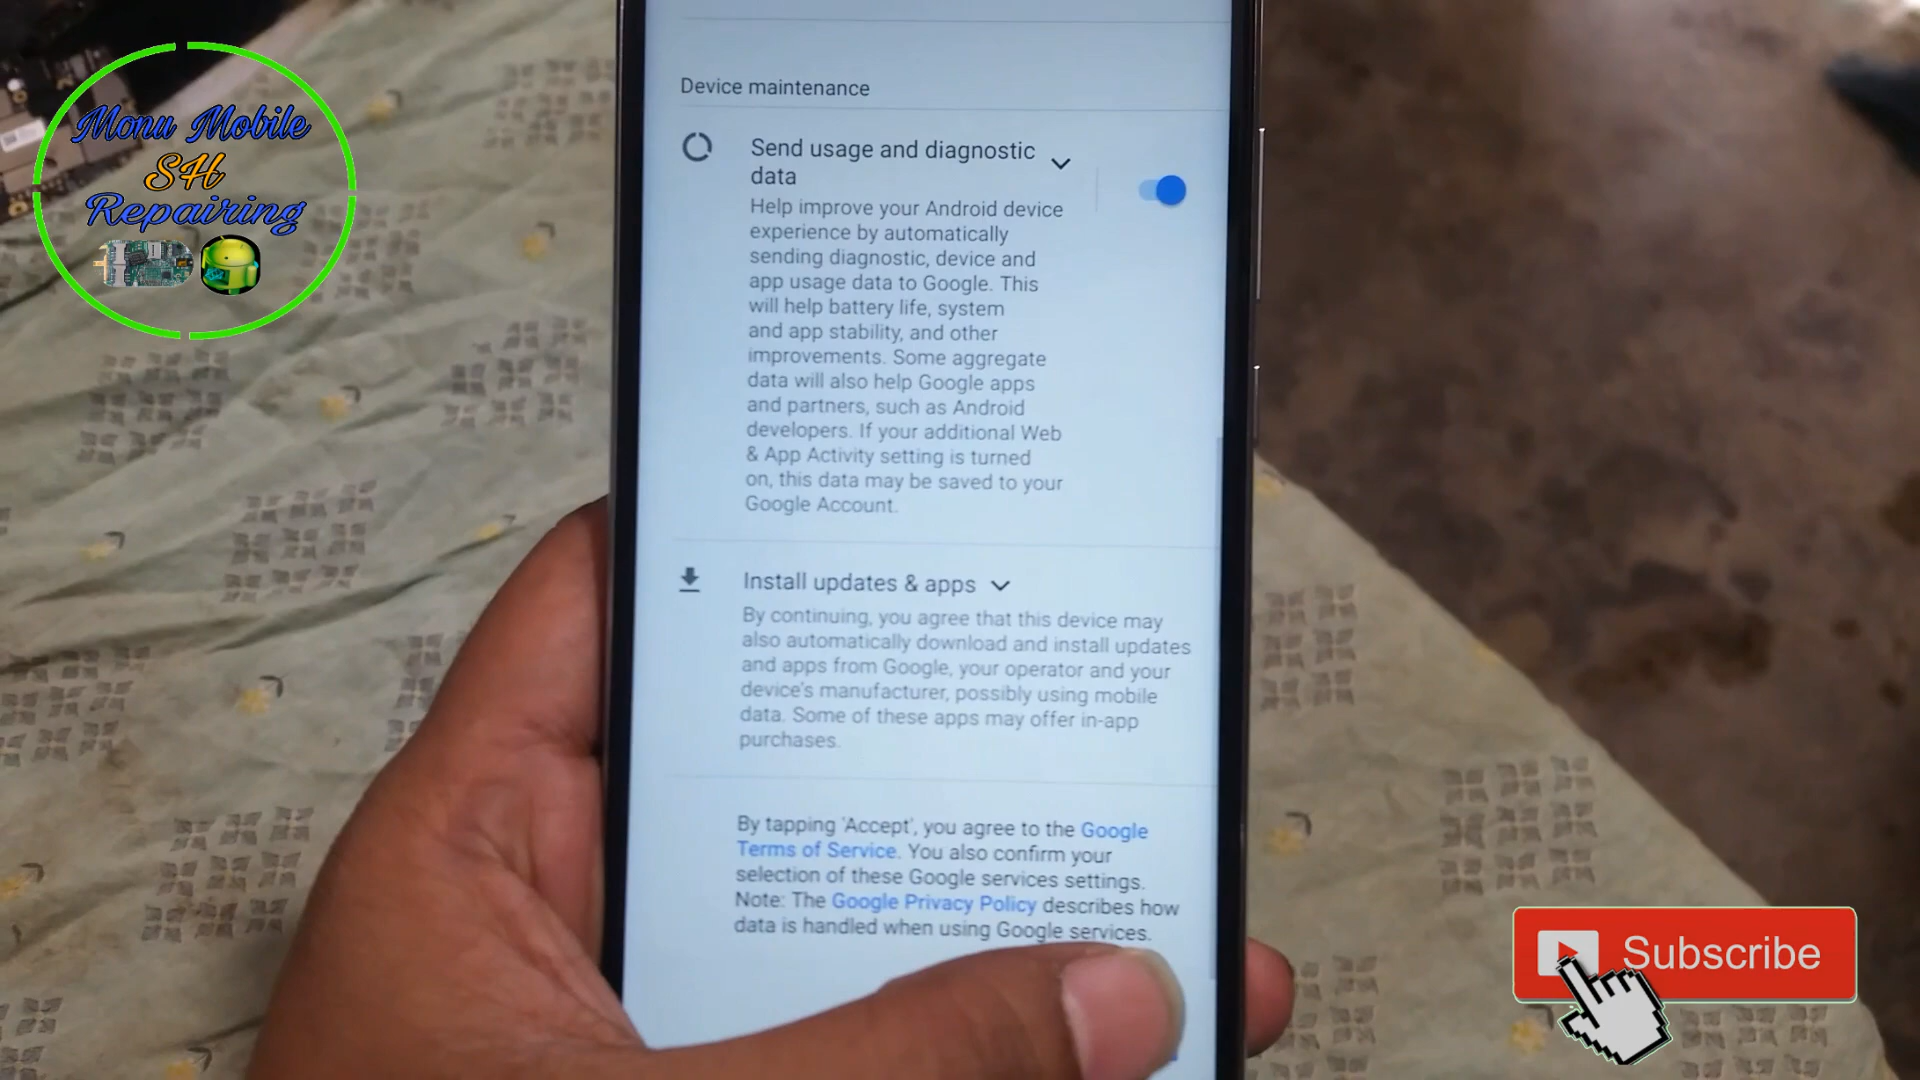 Monu Mobile
SH
Repairing
Device maintenance
Send usage and diagnostic
data
Help improve your Android device
experience by automatically
sending diagnostic, device and
app usage data to Google. This
will help battery life, system
and app stability, and other
improvements. Some aggregate
data will also help Google apps
and partners, such as Android
developers. If your additional Web
& App Activity setting is turned
on, this data may be saved to your
Google Account.
Install updates & apps
By continuing, you agree that this device may
also automatically download and install updates
and apps from Google, your operator and your
device's manufacturer, possibly using mobile
data. Some of these apps may offer in-app
purchases.
By tapping 'Accept', you agree to the Google
Terms of Service. You also confirm your
selection of these Google services settings.
Note: The Google Privacy Policy describes how
data is handled when using Google services.
Subscribe